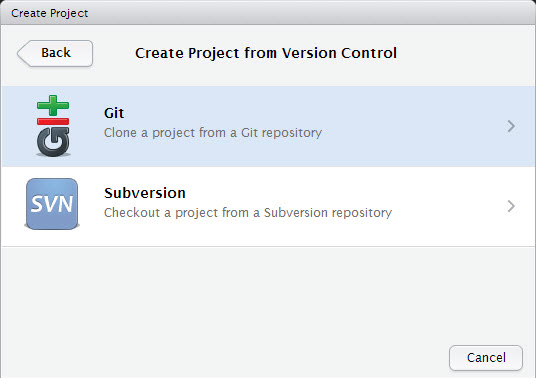 Create Project
Back
Create Project from Version Control
Git
Clone a project from a Git repository
SVN
Subversion
Checkout a project from a Subversion repository
Cancel